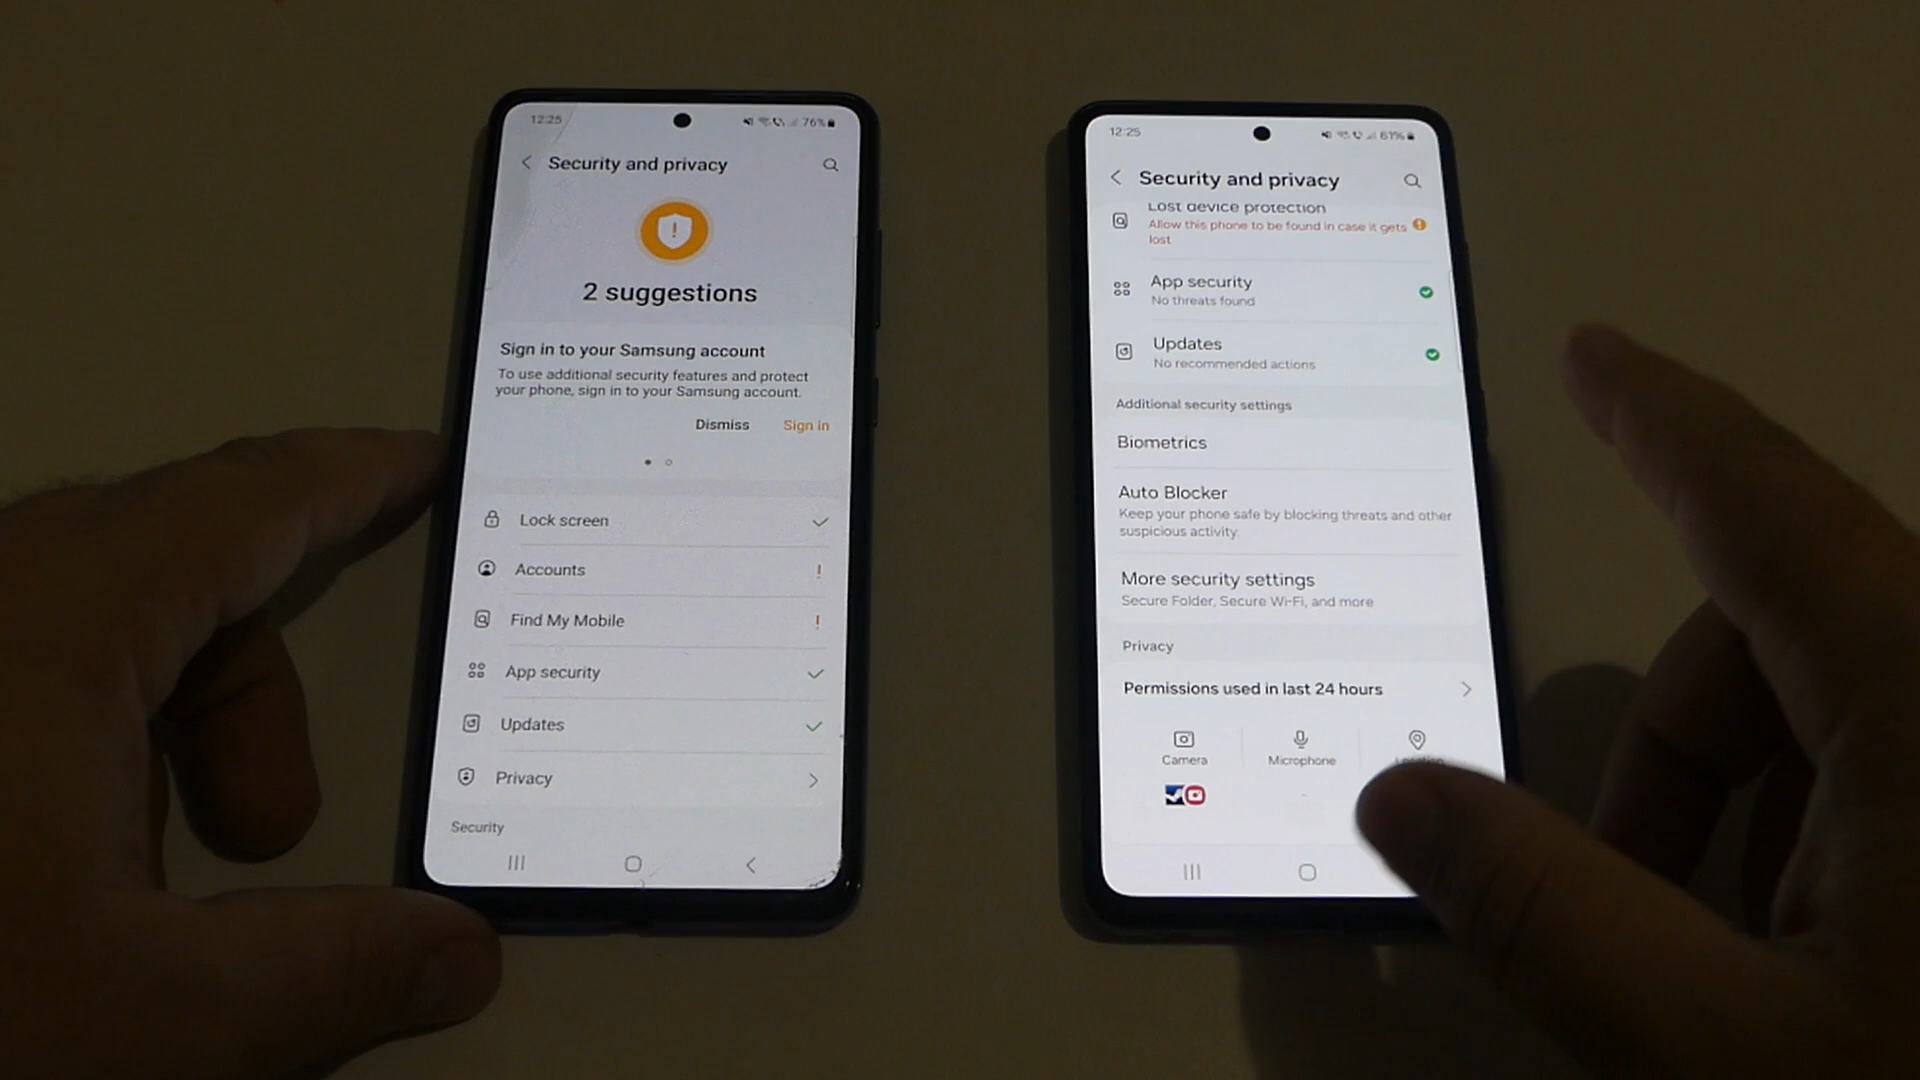 12:25
76%
Security and privacy
2 suggestions
Sign in to your Samsung account
To use additional security features and protect
your phone, sign in to your Samsung account.
Dismiss
Sign in
Lock screen
Accounts
Find My Mobile
App security
Updates
Privacy
Security
12:25
61%
Security and privacy
Lost device protection
Allow this phone to be found in case it gets
lost
App security
No threats found
Updates
No recommended actions
Additional security settings
Biometrics
Auto Blocker
Keep your phone safe by blocking threats and other
suspicious activity.
More security settings
Secure Folder, Secure Wi-Fi, and more
Privacy
Permissions used in last 24 hours
Camera
Microphone
Location